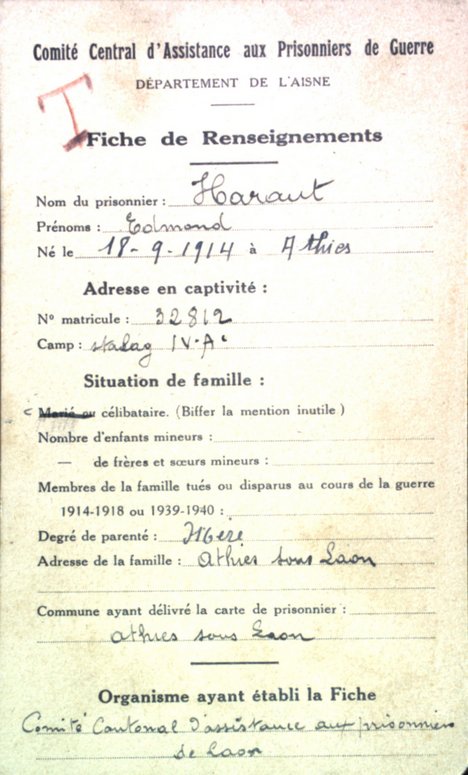 Comité Central d'Assistance aux Prisonniers de Guerre
DÉPARTEMENT DE L'AISNE
T
Fiche de Renseignements
Nom du prisonnier : Haraut
Prénoms : Edmond
Né le 18-9-1914 à Athies
Adresse en captivité :
N° matricule : 32812
Camp : stalag IV.A
Situation de famille :
Marié ou célibataire. (Biffer la mention inutile)
Nombre d'enfants mineurs :
— de frères et sœurs mineurs :
Membres de la famille tués ou disparus au cours de la guerre
1914-1918 ou 1939-1940 :
Degré de parenté : Mère
Adresse de la famille : Athies sous Laon
Commune ayant délivré la carte de prisonnier :
athies sous Laon
Organisme ayant établi la Fiche
Comité Cantonal d'assistance aux prisonniers
de Laon